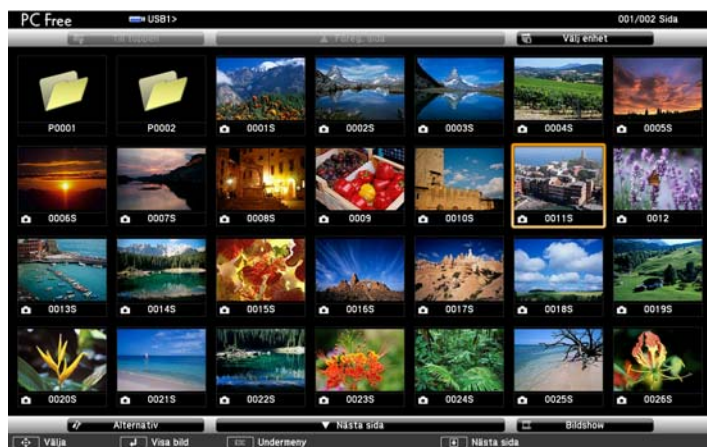 PC Free USB1> 001/002 Sida
Till toppen ▲ Föreg. sida Välj enhet
P0001 P0002 0001S 0002S 0003S 0004S 0005S
0006S 0007S 0008S 0009 0010S 0011S 0012
0013S 0014S 0015S 0016S 0017S 0018S 0019S
0020S 0021S 0022S 0023S 0024S 0025S 0026S
Alternativ ▼ Nästa sida Bildshow
Välja Visa bild ESC Undermeny Nästa sida